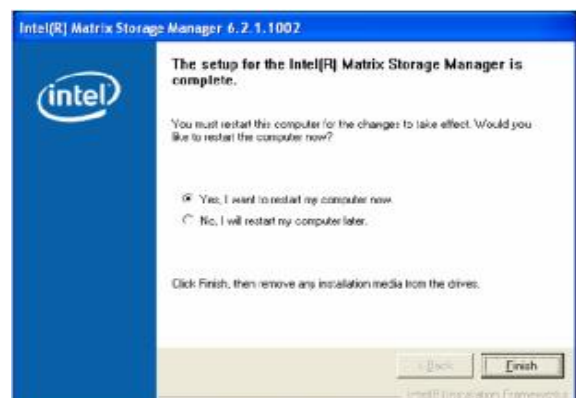 Intel(R) Matrix Storage Manager 6.2.1.1002
The setup for the Intel(R) Matrix Storage Manager is
complete.
intel
You must restart this computer for the changes to take effect. Would you
like to restart the computer now?
Yes, I want to restart my computer now.
No, I will restart my computer later.
Click Finish, then remove any installation media from the drives.
< Back
Finish
Intel(R) Installation Framework